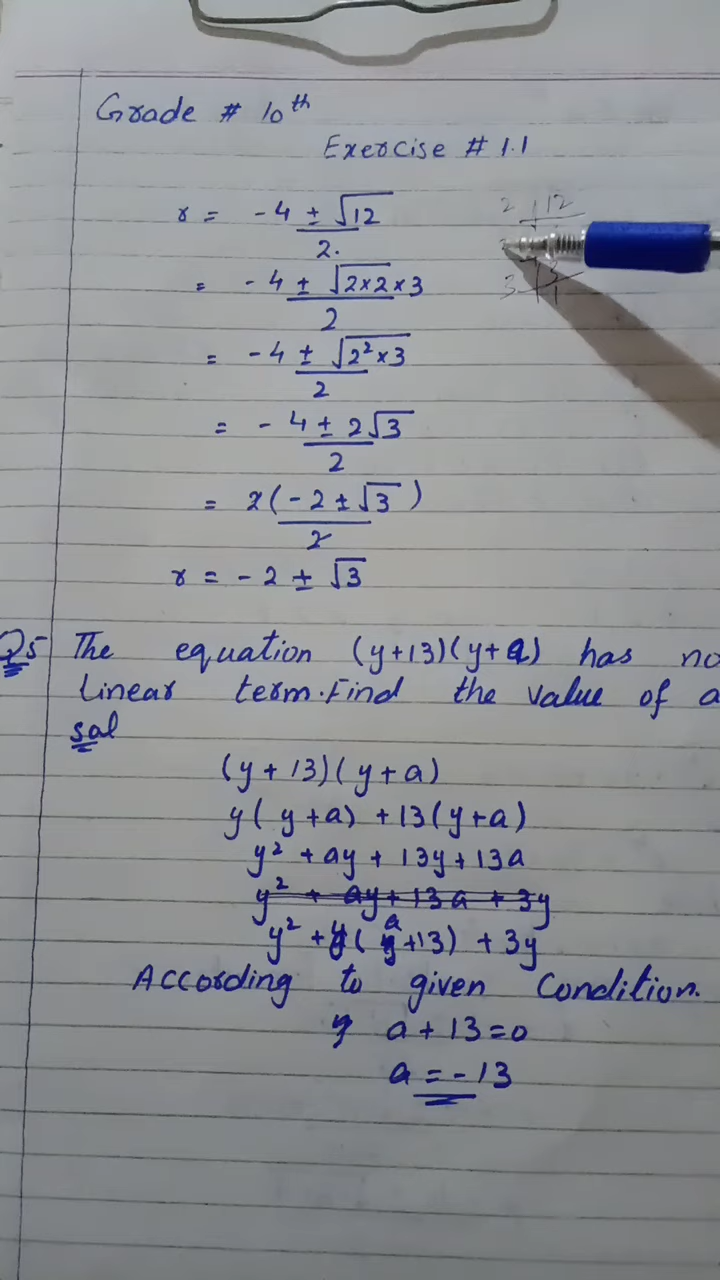 Grade # 10th
Exercise # 1.1
x = -4 ± √12 / 2.
= -4 ± √2×2×3 / 2
= -4 ± √2²×3 / 2
= -4 ± 2√3 / 2
= 2(-2 ± √3) / 2
x = -2 ± √3
Q5 The equation (y+13)(y+a) has no
linear term. Find the value of a
sol
(y+13)(y+a)
y(y+a) +13(y+a)
y² + ay + 13y + 13a
y² + ay + 13a + 3y
y² + y(a+13) + 3y
According to given Condition.
a + 13 = 0
a = -13